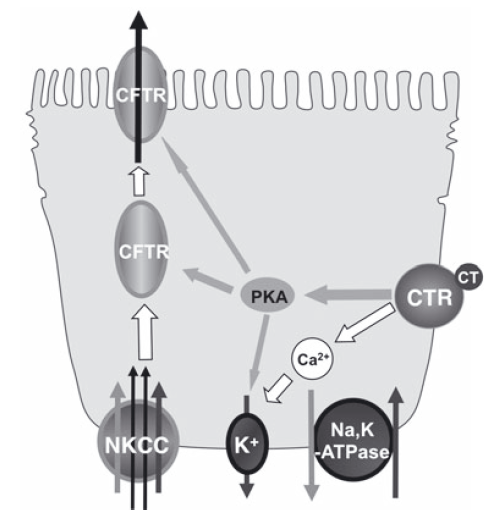 CFTR
CFTR
PKA
CTR
CT
Ca²⁺
NKCC
K⁺
Na,K
-ATPase